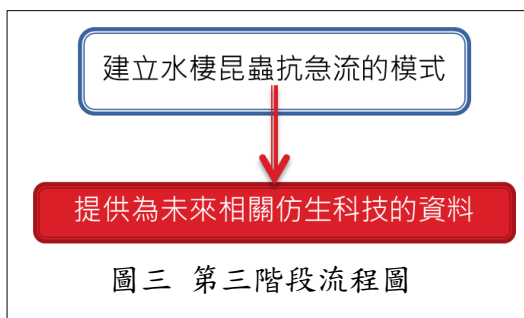 建立水棲昆蟲抗急流的模式
提供為未來相關仿生科技的資料
圖三 第三階段流程圖